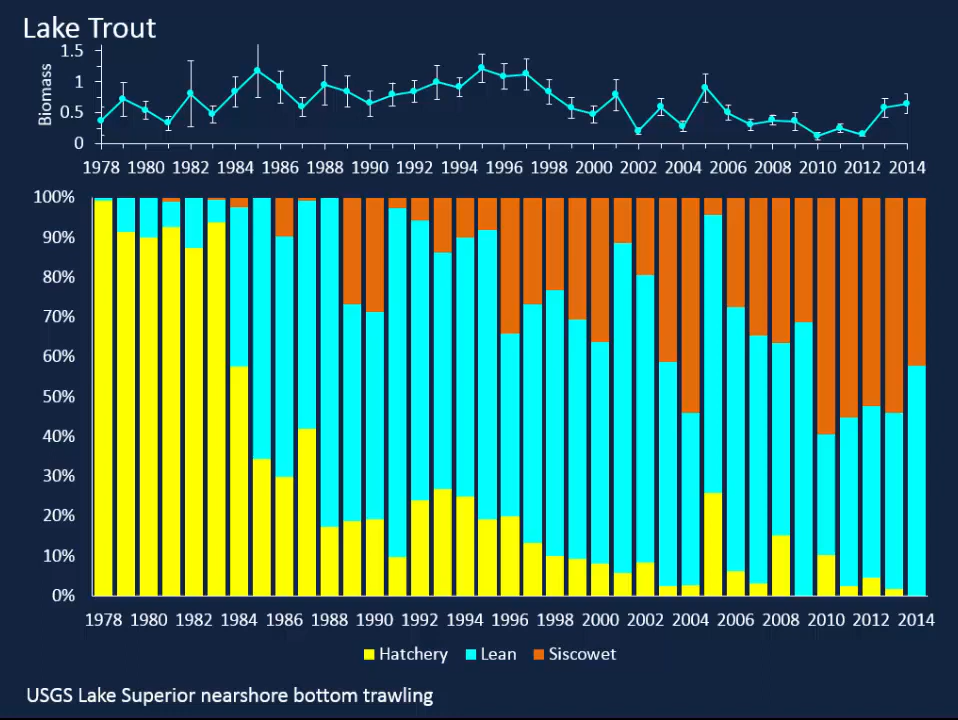 Lake Trout
Biomass
1.5
1
0.5
0
1978 1980 1982 1984 1986 1988 1990 1992 1994 1996 1998 2000 2002 2004 2006 2008 2010 2012 2014
100%
90%
80%
70%
60%
50%
40%
30%
20%
10%
0%
1978 1980 1982 1984 1986 1988 1990 1992 1994 1996 1998 2000 2002 2004 2006 2008 2010 2012 2014
Hatchery Lean Siscowet
USGS Lake Superior nearshore bottom trawling